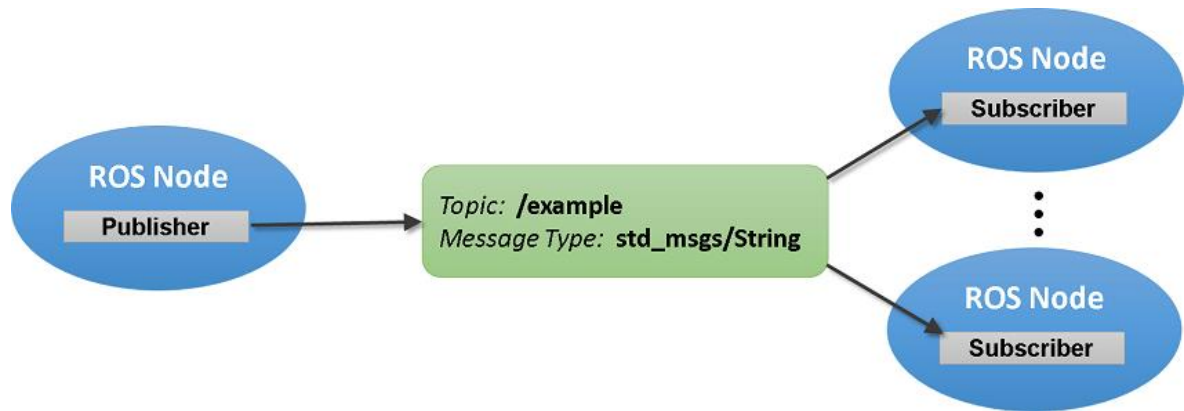 ROS Node
Publisher
Topic: /example
Message Type: std_msgs/String
ROS Node
Subscriber
ROS Node
Subscriber